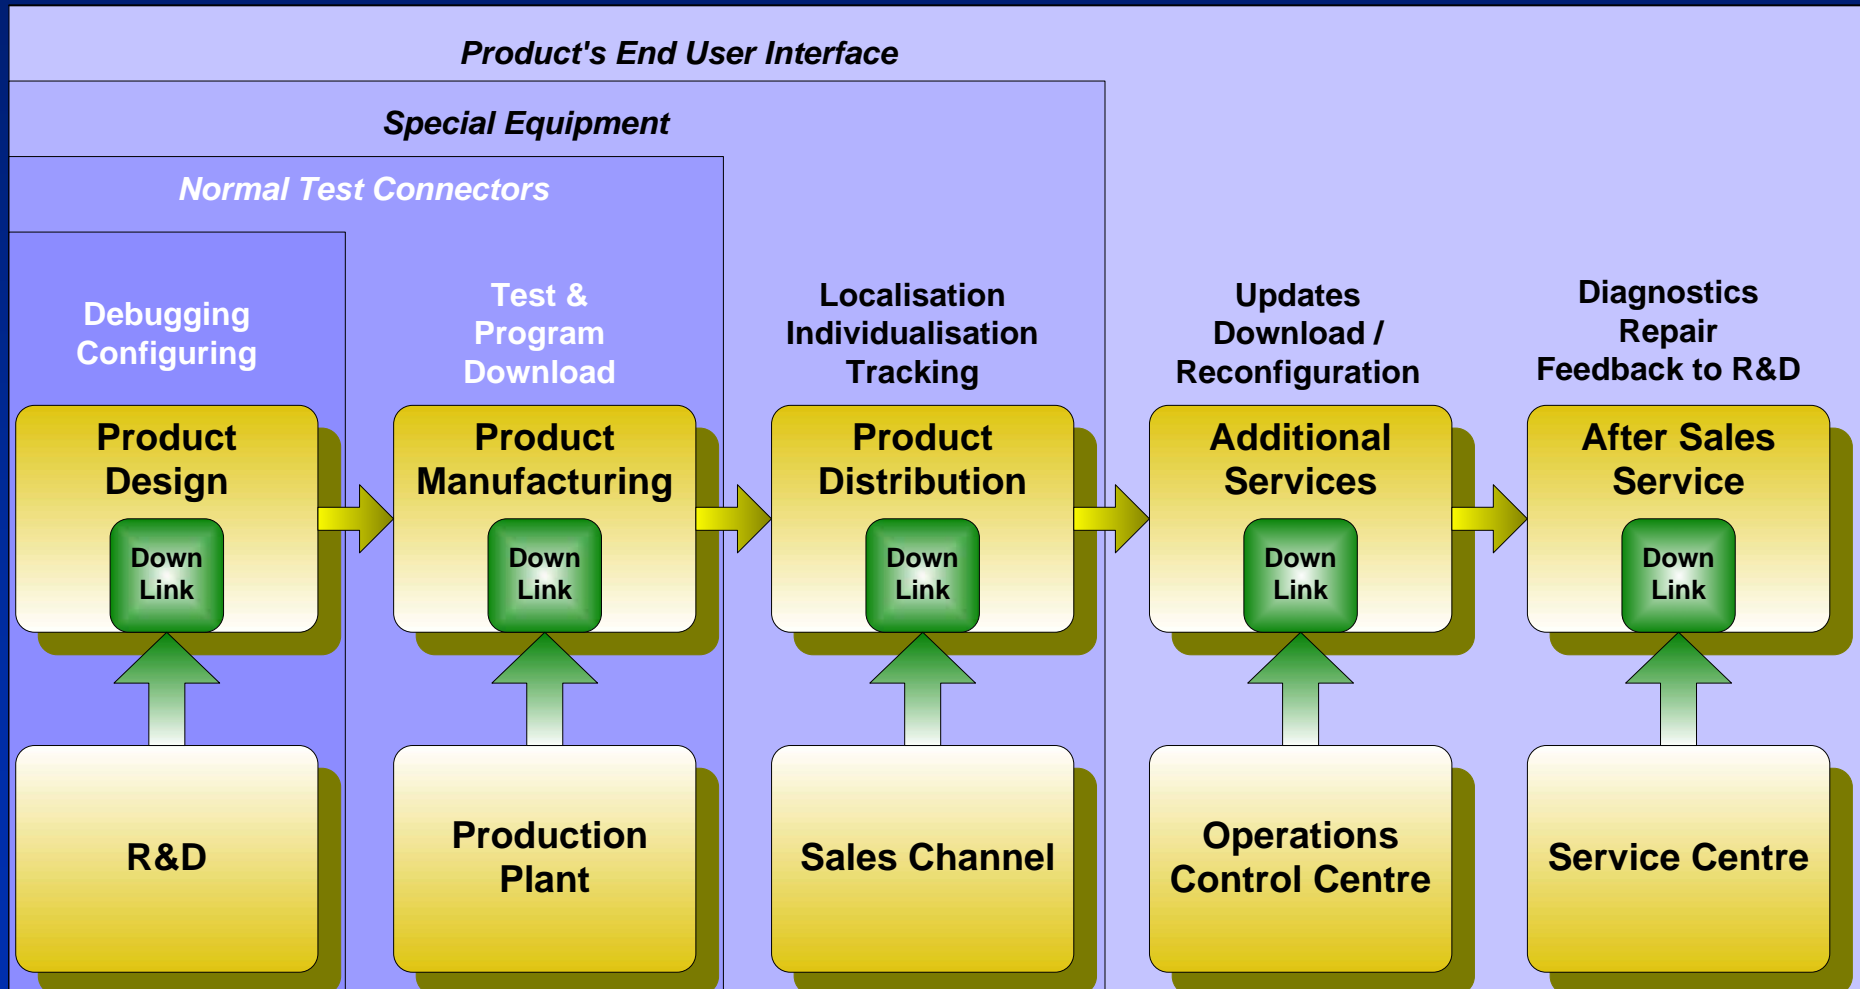 Product's End User Interface
Special Equipment
Normal Test Connectors
Debugging
Configuring
Test &
Program
Download
Localisation
Individualisation
Tracking
Updates
Download /
Reconfiguration
Diagnostics
Repair
Feedback to R&D
Product
Design
Down
Link
Product
Manufacturing
Down
Link
Product
Distribution
Down
Link
Additional
Services
Down
Link
After Sales
Service
Down
Link
R&D
Production
Plant
Sales Channel
Operations
Control Centre
Service Centre